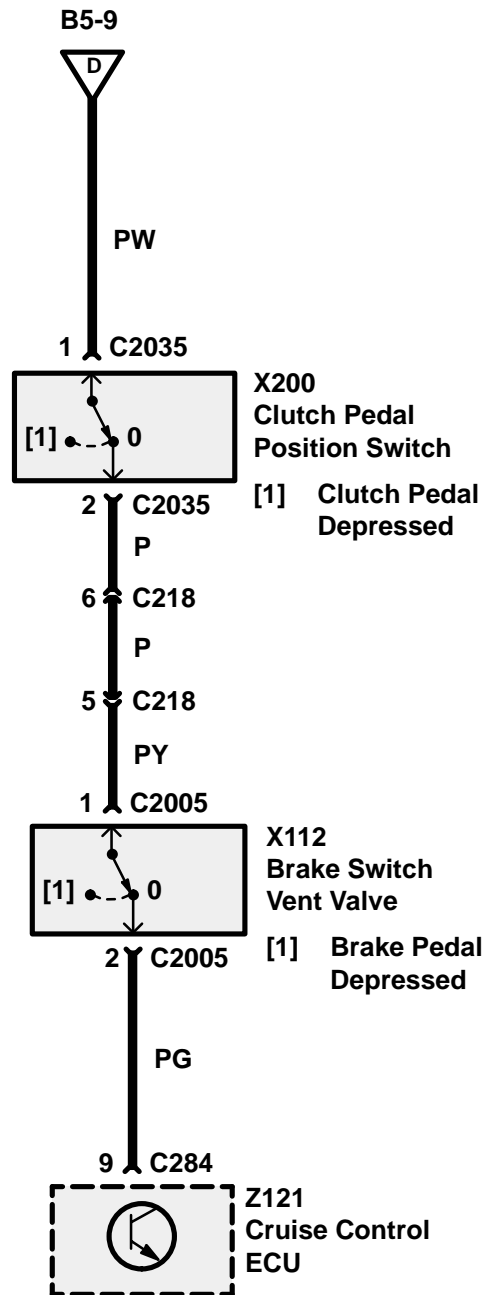 B5-9
D
PW
1 C2035
X200
Clutch Pedal
Position Switch
[1] 0
[1] Clutch Pedal
Depressed
2 C2035
P
6 C218
P
5 C218
PY
1 C2005
X112
Brake Switch
Vent Valve
[1] 0
[1] Brake Pedal
Depressed
2 C2005
PG
9 C284
Z121
Cruise Control
ECU